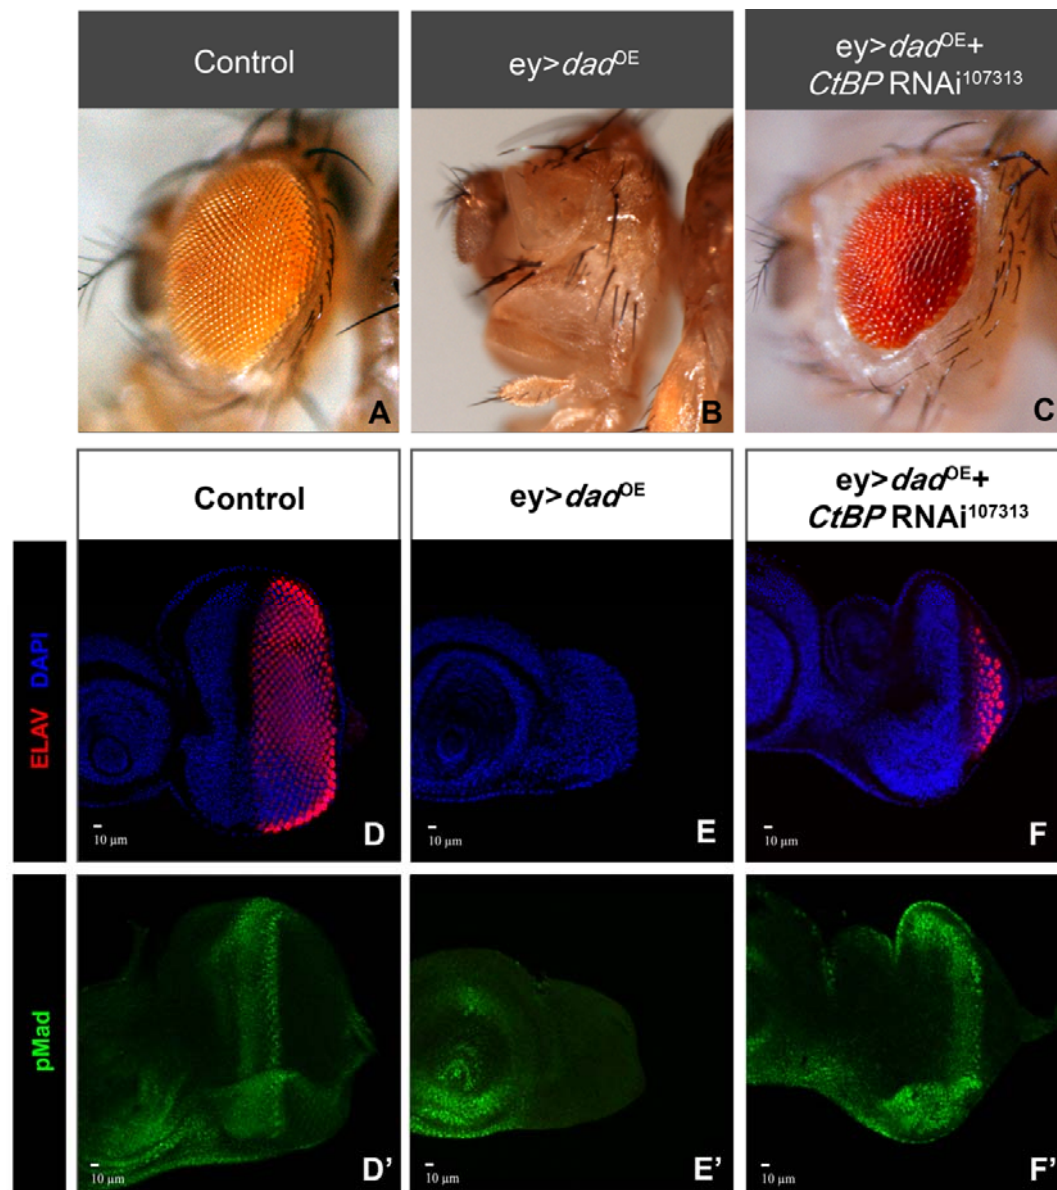 Control
ey>dad^OE
ey>dad^OE+
CtBP RNAi^107313
A
B
C
Control
ey>dad^OE
ey>dad^OE+
CtBP RNAi^107313
ELAV DAPI
10 µm
D
10 µm
E
10 µm
F
pMad
10 µm
D'
10 µm
E'
10 µm
F'